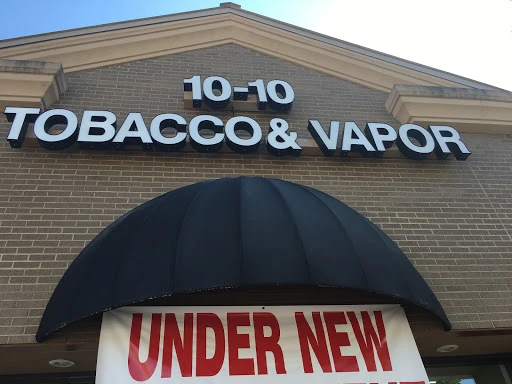 10-10
TOBACCO & VAPOR
UNDER NEW